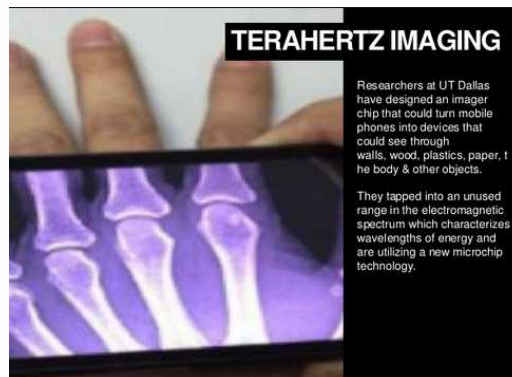 TERAHERTZ IMAGING
Researchers at UT Dallas
have designed an imager
chip that could turn mobile
phones into devices that
could see through
walls, wood, plastics, paper, t
he body & other objects.
They tapped into an unused
range in the electromagnetic
spectrum which characterizes
wavelengths of energy and
are utilizing a new microchip
technology.